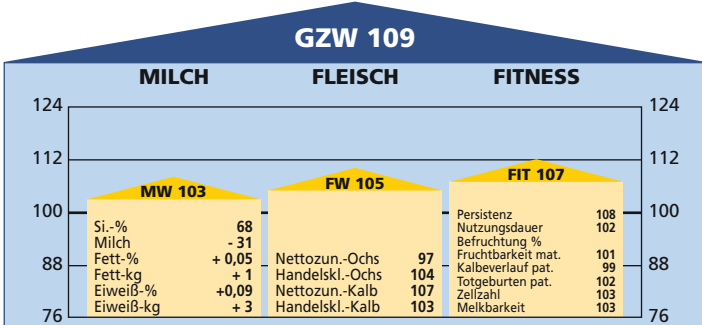 GZW 109
MILCH FLEISCH FITNESS
124 124
112 112
100 100
88 88
76 76
MW 103
Si.-% 68
Milch - 31
Fett-% + 0,05
Fett-kg + 1
Eiweiß-% +0,09
Eiweiß-kg + 3
FW 105
Nettozun.-Ochs 97
Handelskl.-Ochs 104
Nettozun.-Kalb 107
Handelskl.-Kalb 103
FIT 107
Persistenz 108
Nutzungsdauer 102
Befruchtung %
Fruchtbarkeit mat. 101
Kalbeverlauf pat. 99
Totgeburten pat. 102
Zellzahl 103
Melkbarkeit 103